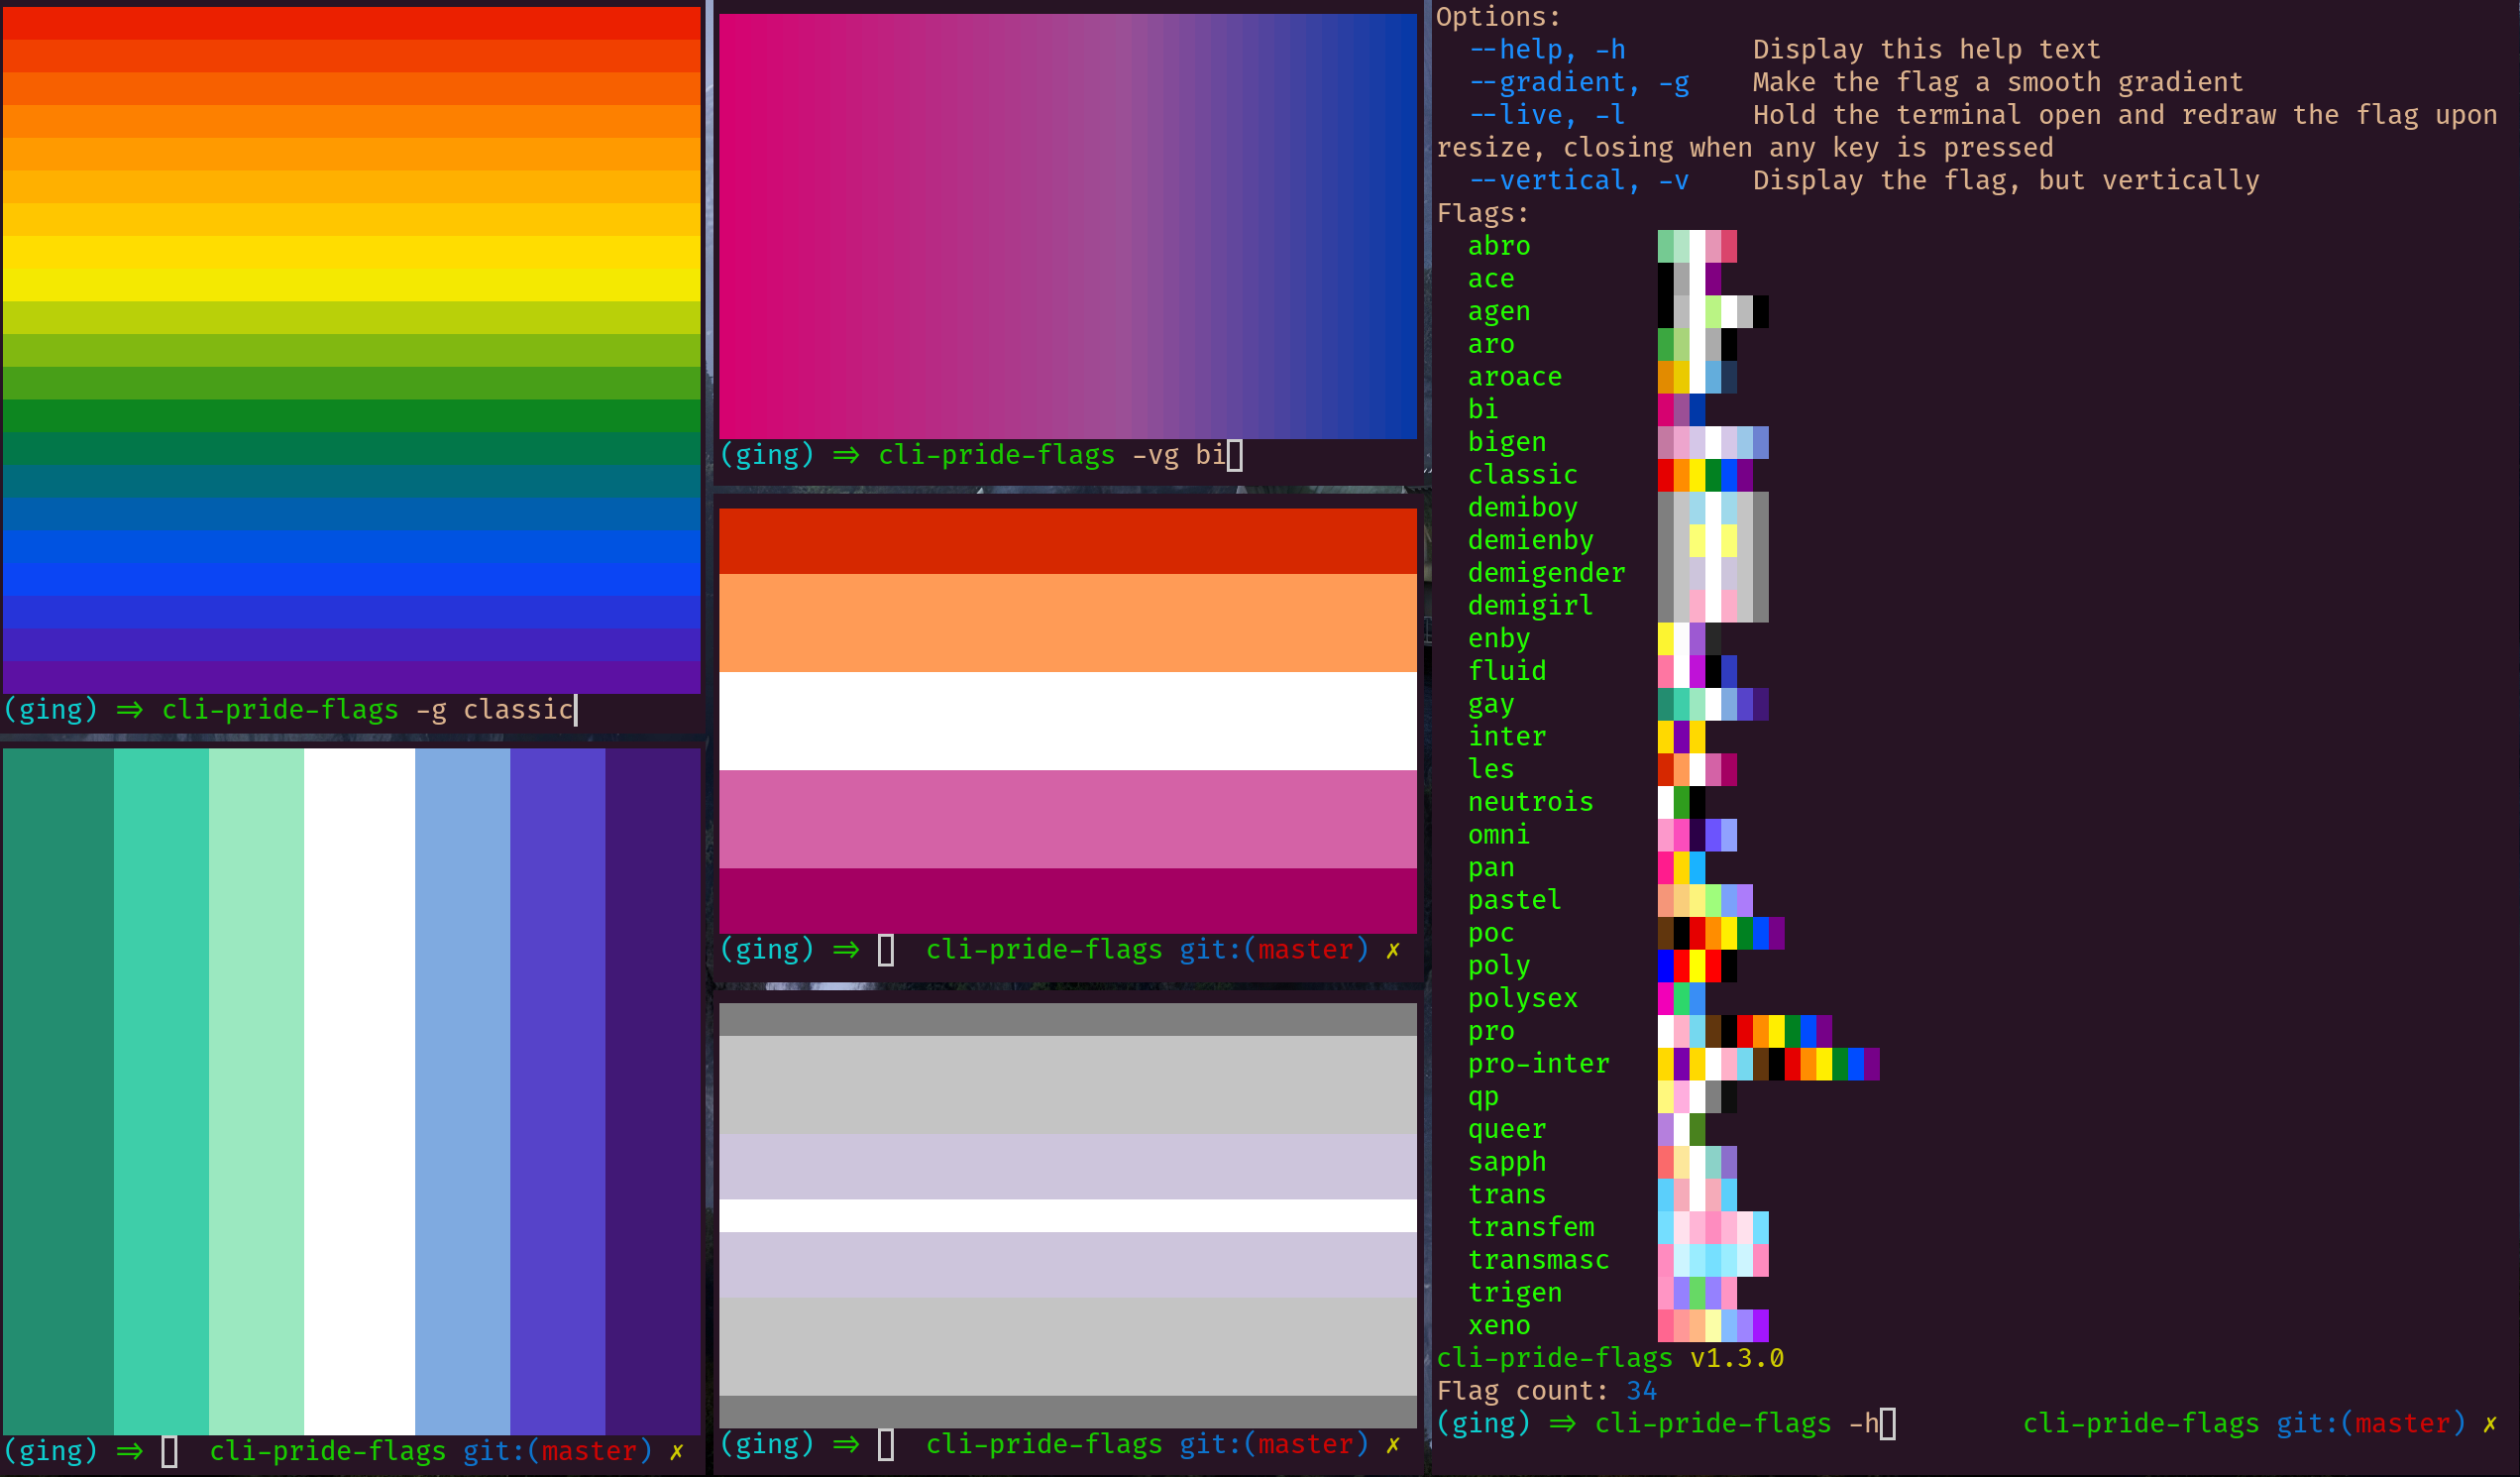 (ging) => cli-pride-flags -g classic
(ging) => cli-pride-flags git:(master) ✗
(ging) => cli-pride-flags -vg bi
(ging) => cli-pride-flags git:(master) ✗
(ging) => cli-pride-flags git:(master) ✗
Options:
--help, -h Display this help text
--gradient, -g Make the flag a smooth gradient
--live, -l Hold the terminal open and redraw the flag upon
resize, closing when any key is pressed
--vertical, -v Display the flag, but vertically
Flags:
abro
ace
agen
aro
aroace
bi
bigen
classic
demiboy
demienby
demigender
demigirl
enby
fluid
gay
inter
les
neutrois
omni
pan
pastel
poc
poly
polysex
pro
pro-inter
qp
queer
sapph
trans
transfem
transmasc
trigen
xeno
cli-pride-flags v1.3.0
Flag count: 34
(ging) => cli-pride-flags -h cli-pride-flags git:(master) ✗